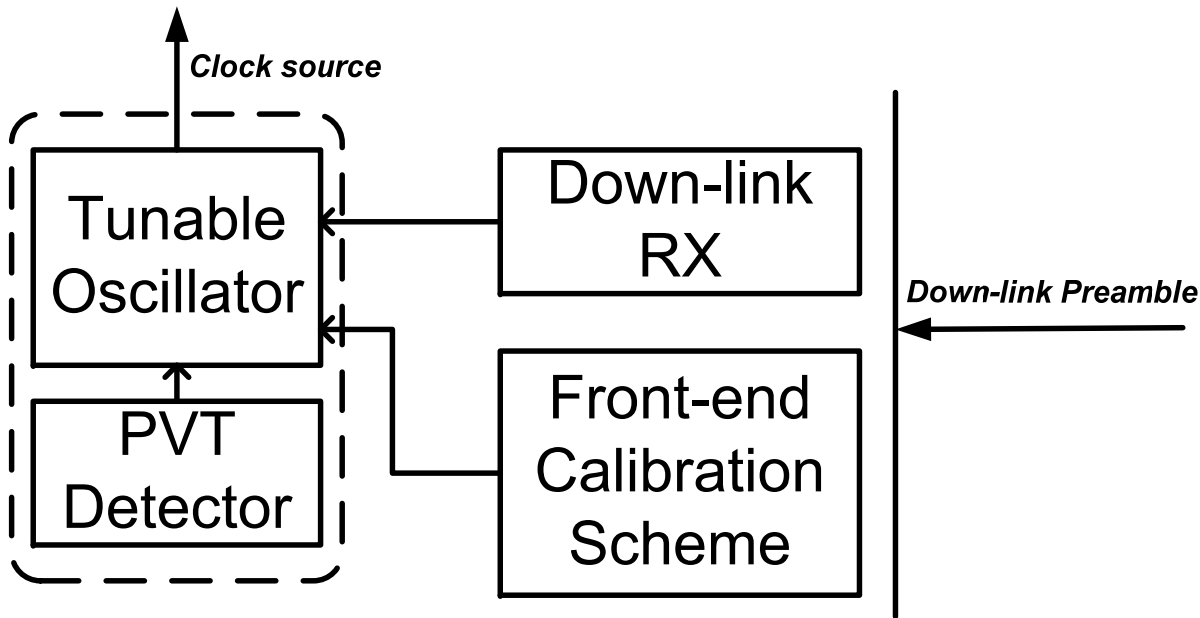 Clock source
Tunable
Oscillator
PVT
Detector
Down-link
RX
Front-end
Calibration
Scheme
Down-link Preamble